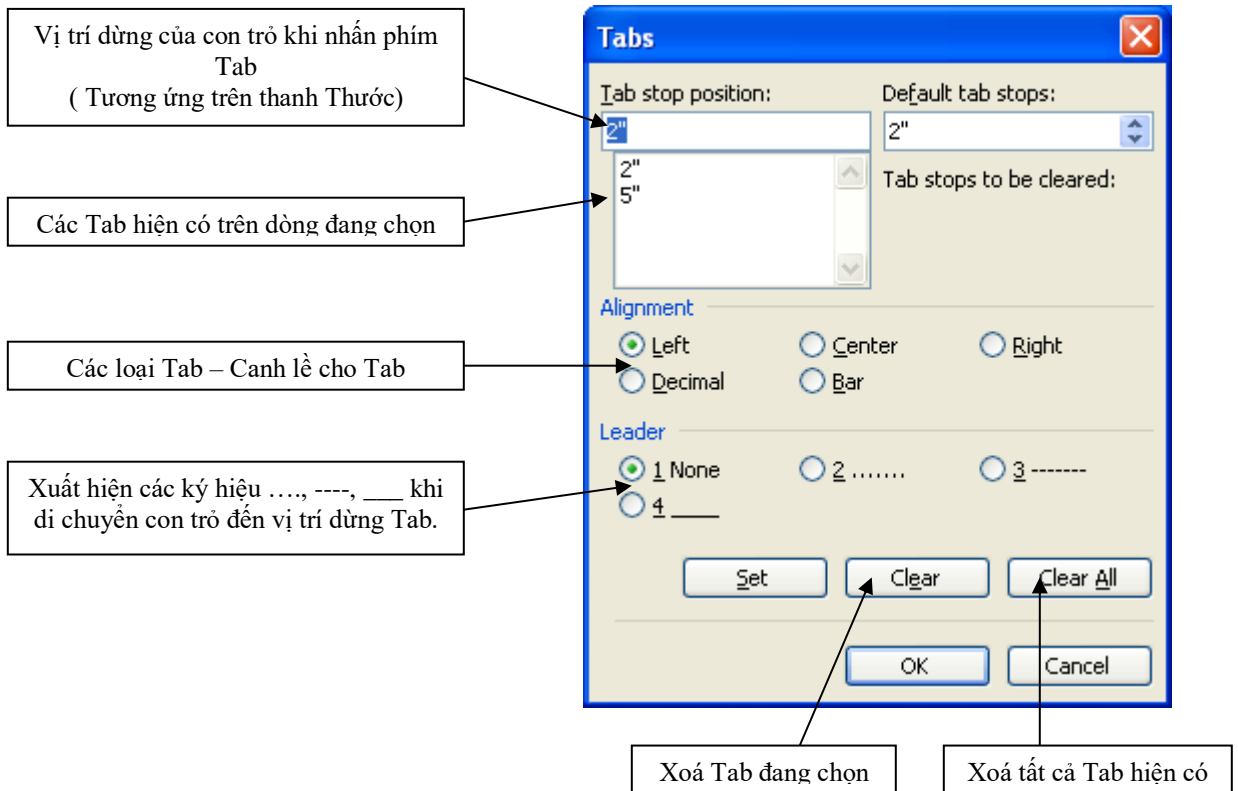 Vị trí dừng của con trỏ khi nhấn phím
Tab
( Tương ứng trên thanh Thước)
Các Tab hiện có trên dòng đang chọn
Các loại Tab – Canh lề cho Tab
Xuất hiện các ký hiệu …., ----, ___ khi
di chuyển con trỏ đến vị trí dừng Tab.
Tabs
Tab stop position:
Default tab stops:
2"
2"
2"
5"
Tab stops to be cleared:
Alignment
Left
Center
Right
Decimal
Bar
Leader
1 None
2 .......
3 -------
4 ____
Set
Clear
Clear All
OK
Cancel
Xoá Tab đang chọn
Xoá tất cả Tab hiện có